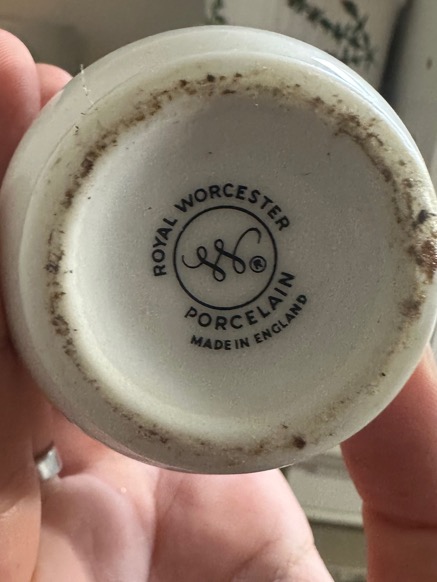 ROYAL WORCESTER
W®
PORCELAIN
MADE IN ENGLAND